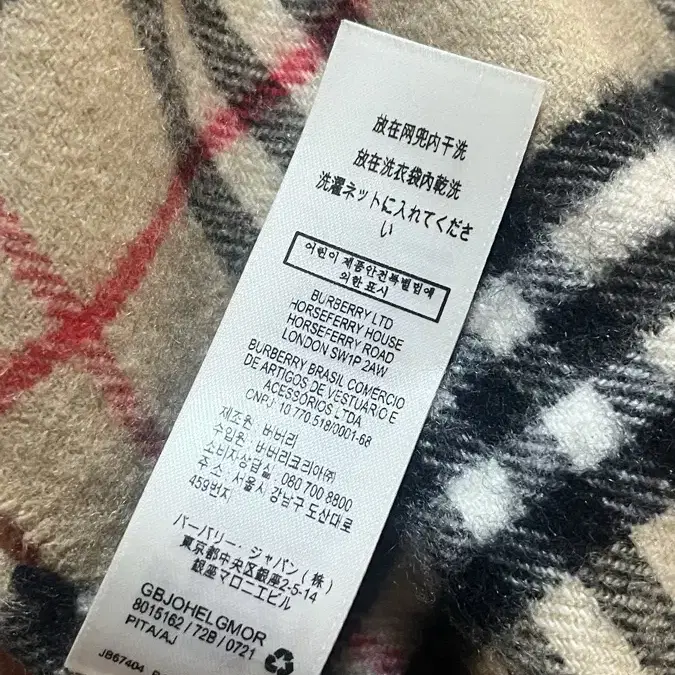 放在网兜内干洗
放在洗衣袋內乾洗
洗濯ネットに入れてくださ
い
어린이 제품안전특별법에
의한 표시
BURBERRY LTD
HORSEFERRY HOUSE
HORSEFERRY ROAD
LONDON SW1P 2AW
BURBERRY BRASIL COMÉRCIO
DE ARTIGOS DE VESTUÁRIO E
ACESSÓRIOS LTDA
CNPJ 10.770.518/0001-68
제조원: 버버리
수입원: 버버리코리아㈜
소비자상담실: 080 700 8800
주 소: 서울시 강남구 도산대로
459번지
バーバリー・ジャパン(株)
東京都中央区銀座2-5-14
銀座マロニエビル
GBJOHELGMOR
8015162 / 72B / 0721
PITA/AJ
JB67404